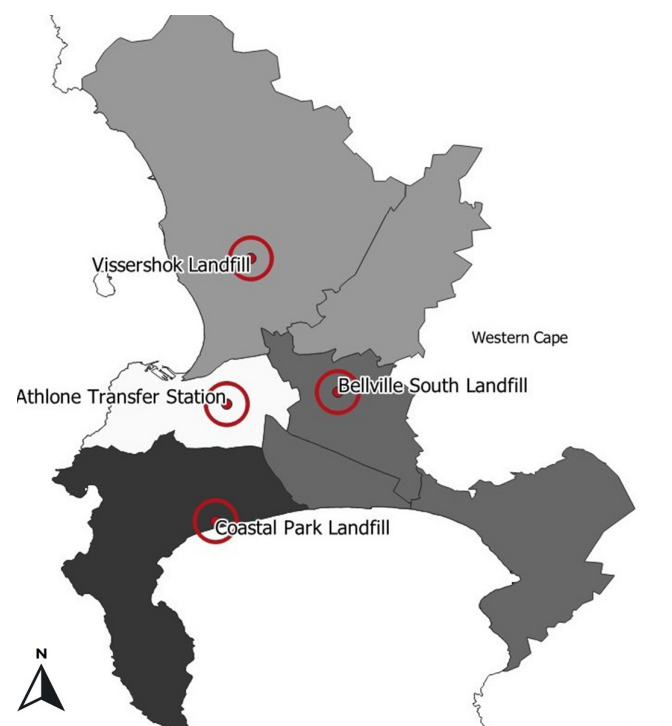 Vissershok Landfill
Western Cape
Bellville South Landfill
Athlone Transfer Station
Coastal Park Landfill
N